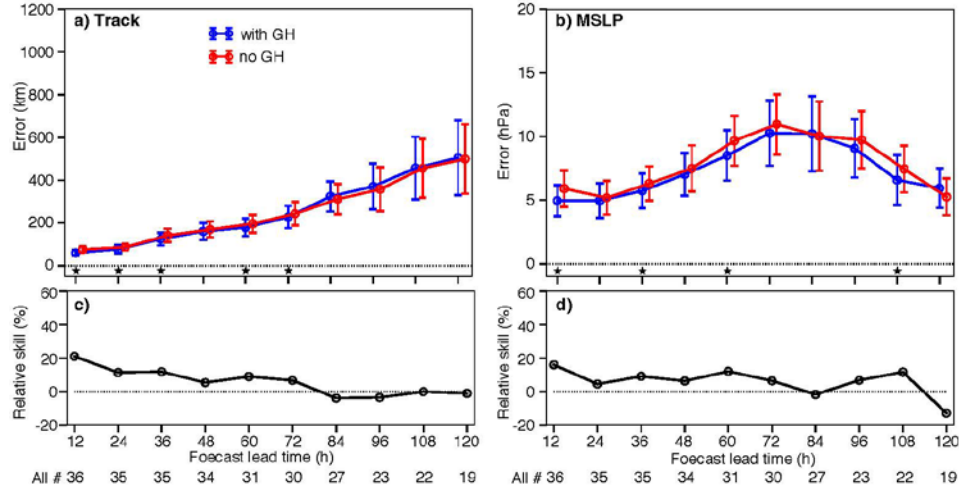 a) Track
with GH
no GH
Error (km)
1200
1000
800
600
400
200
0
b) MSLP
Error (hPa)
20
15
10
5
0
c)
Relative skill (%)
60
40
20
0
-20
12 24 36 48 60 72 84 96 108 120
Foecast lead time (h)
All # 36 35 35 34 31 30 27 23 22 19
d)
Relative skill (%)
60
40
20
0
-20
12 24 36 48 60 72 84 96 108 120
Foecast lead time (h)
All # 36 35 35 34 31 30 27 23 22 19